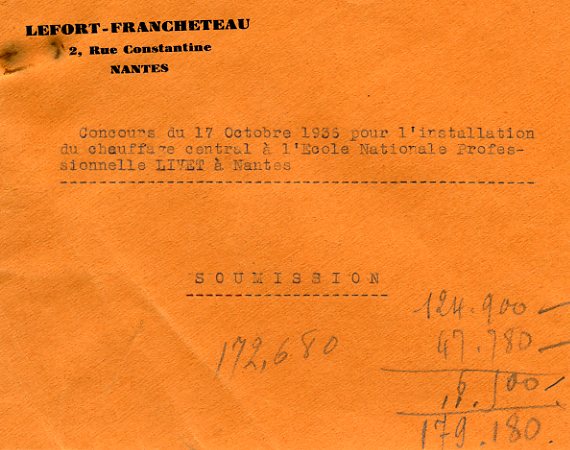 LEFORT-FRANCHETEAU
2, Rue Constantine
NANTES
Concours du 17 Octobre 1936 pour l'installation
du chauffage central à l'Ecole Nationale Profes-
sionnelle LIVET à Nantes
SOUMISSION
124.900 —
172,680
47.780 —
6.500 —
179.180.